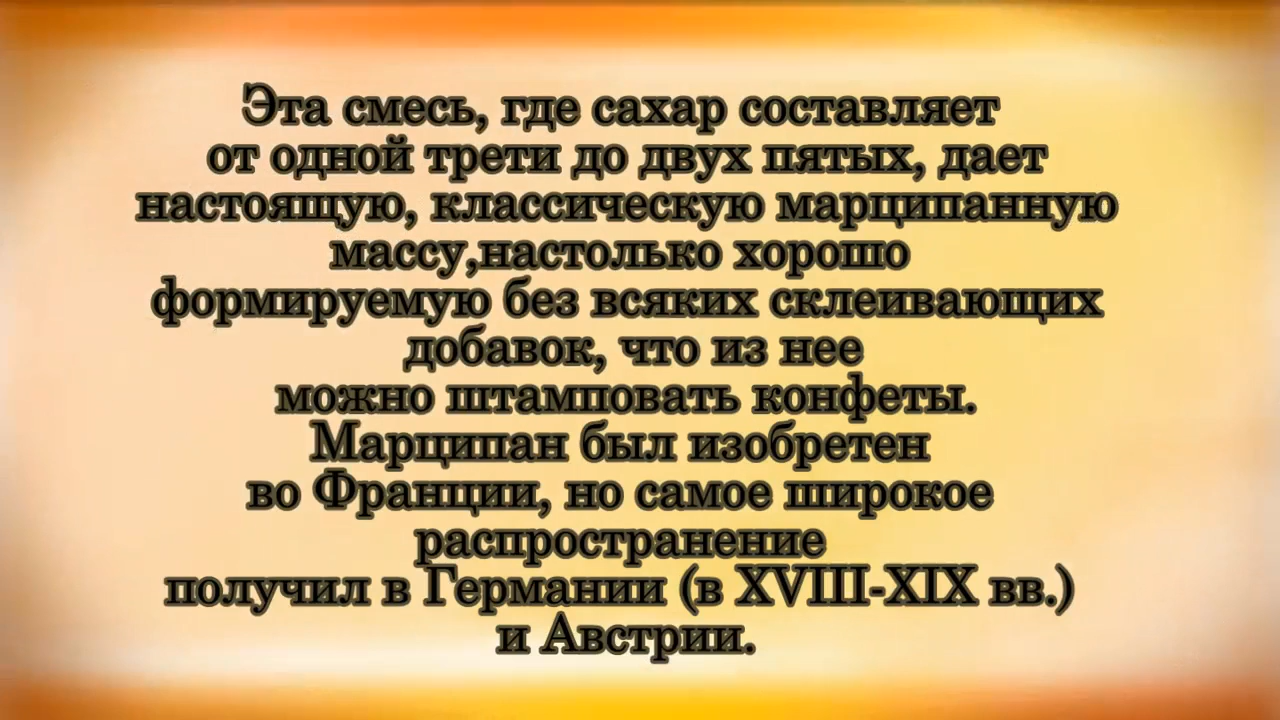 Эта смесь, где сахар составляет
от одной трети до двух пятых, дает
настоящую, классическую марципанную
массу,настолько хорошо
формируемую без всяких склеивающих
добавок, что из нее
можно штамповать конфеты.
Марципан был изобретен
во Франции, но самое широкое
распространение
получил в Германии (в XVIII-XIX вв.)
и Австрии.